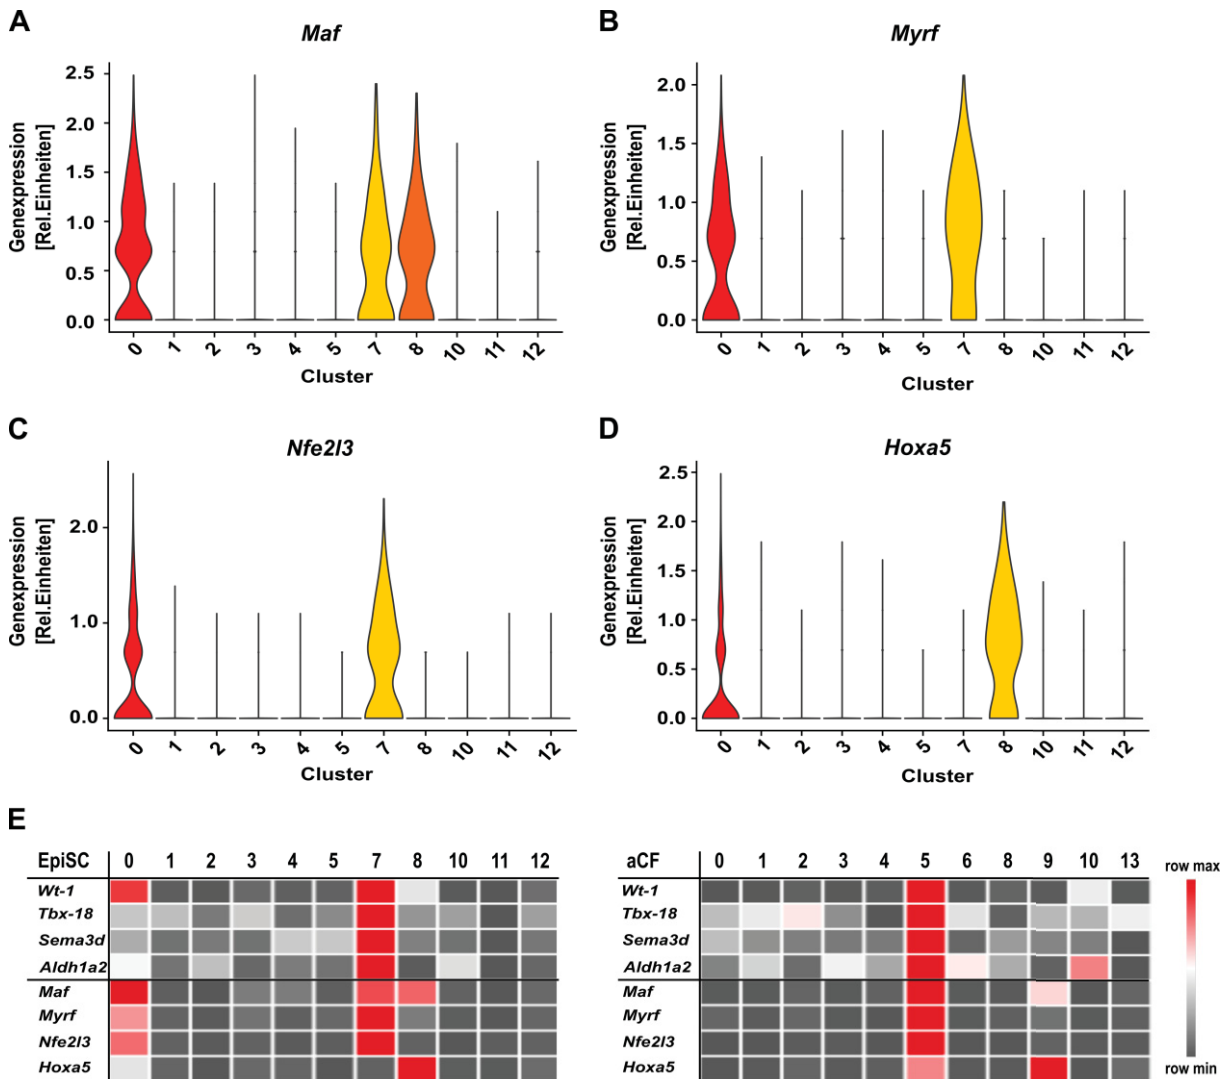 A
Maf
Genexpression
[Rel.Einheiten]
2.5
2.0
1.5
1.0
0.5
0.0
0 1 2 3 4 5 7 8 10 11 12
Cluster
B
Myrf
Genexpression
[Rel.Einheiten]
2.0
1.5
1.0
0.5
0.0
0 1 2 3 4 5 7 8 10 11 12
Cluster
C
Nfe2l3
Genexpression
[Rel.Einheiten]
2.0
1.0
0.0
0 1 2 3 4 5 7 8 10 11 12
Cluster
D
Hoxa5
Genexpression
[Rel.Einheiten]
2.5
2.0
1.5
1.0
0.5
0.0
0 1 2 3 4 5 7 8 10 11 12
Cluster
E
EpiSC 0 1 2 3 4 5 7 8 10 11 12
Wt-1
Tbx-18
Sema3d
Aldh1a2
Maf
Myrf
Nfe2l3
Hoxa5
aCF 0 1 2 3 4 5 6 8 9 10 13
Wt-1
Tbx-18
Sema3d
Aldh1a2
Maf
Myrf
Nfe2l3
Hoxa5
row max
row min